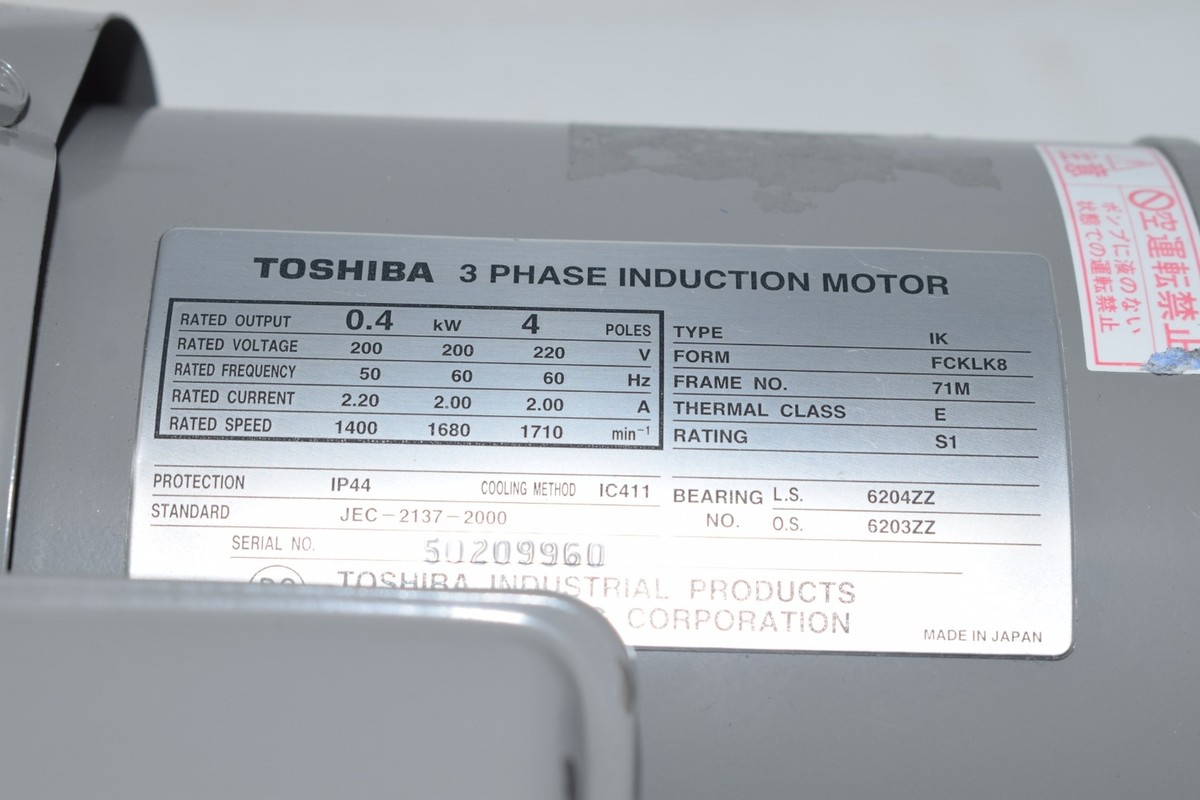 TOSHIBA 3 PHASE INDUCTION MOTOR
RATED OUTPUT 0.4 kW 4 POLES
RATED VOLTAGE 200 200 220 V
RATED FREQUENCY 50 60 60 Hz
RATED CURRENT 2.20 2.00 2.00 A
RATED SPEED 1400 1680 1710 min⁻¹
TYPE IK
FORM FCKLK8
FRAME NO. 71M
THERMAL CLASS E
RATING S1
PROTECTION IP44 COOLING METHOD IC411
STANDARD JEC-2137-2000
BEARING NO. L.S. 6204ZZ
O.S. 6203ZZ
SERIAL NO. 50209960
TOSHIBA INDUSTRIAL PRODUCTS
CORPORATION
MADE IN JAPAN
注意
空運転禁止
ポンプに液のない
状態での運転禁止